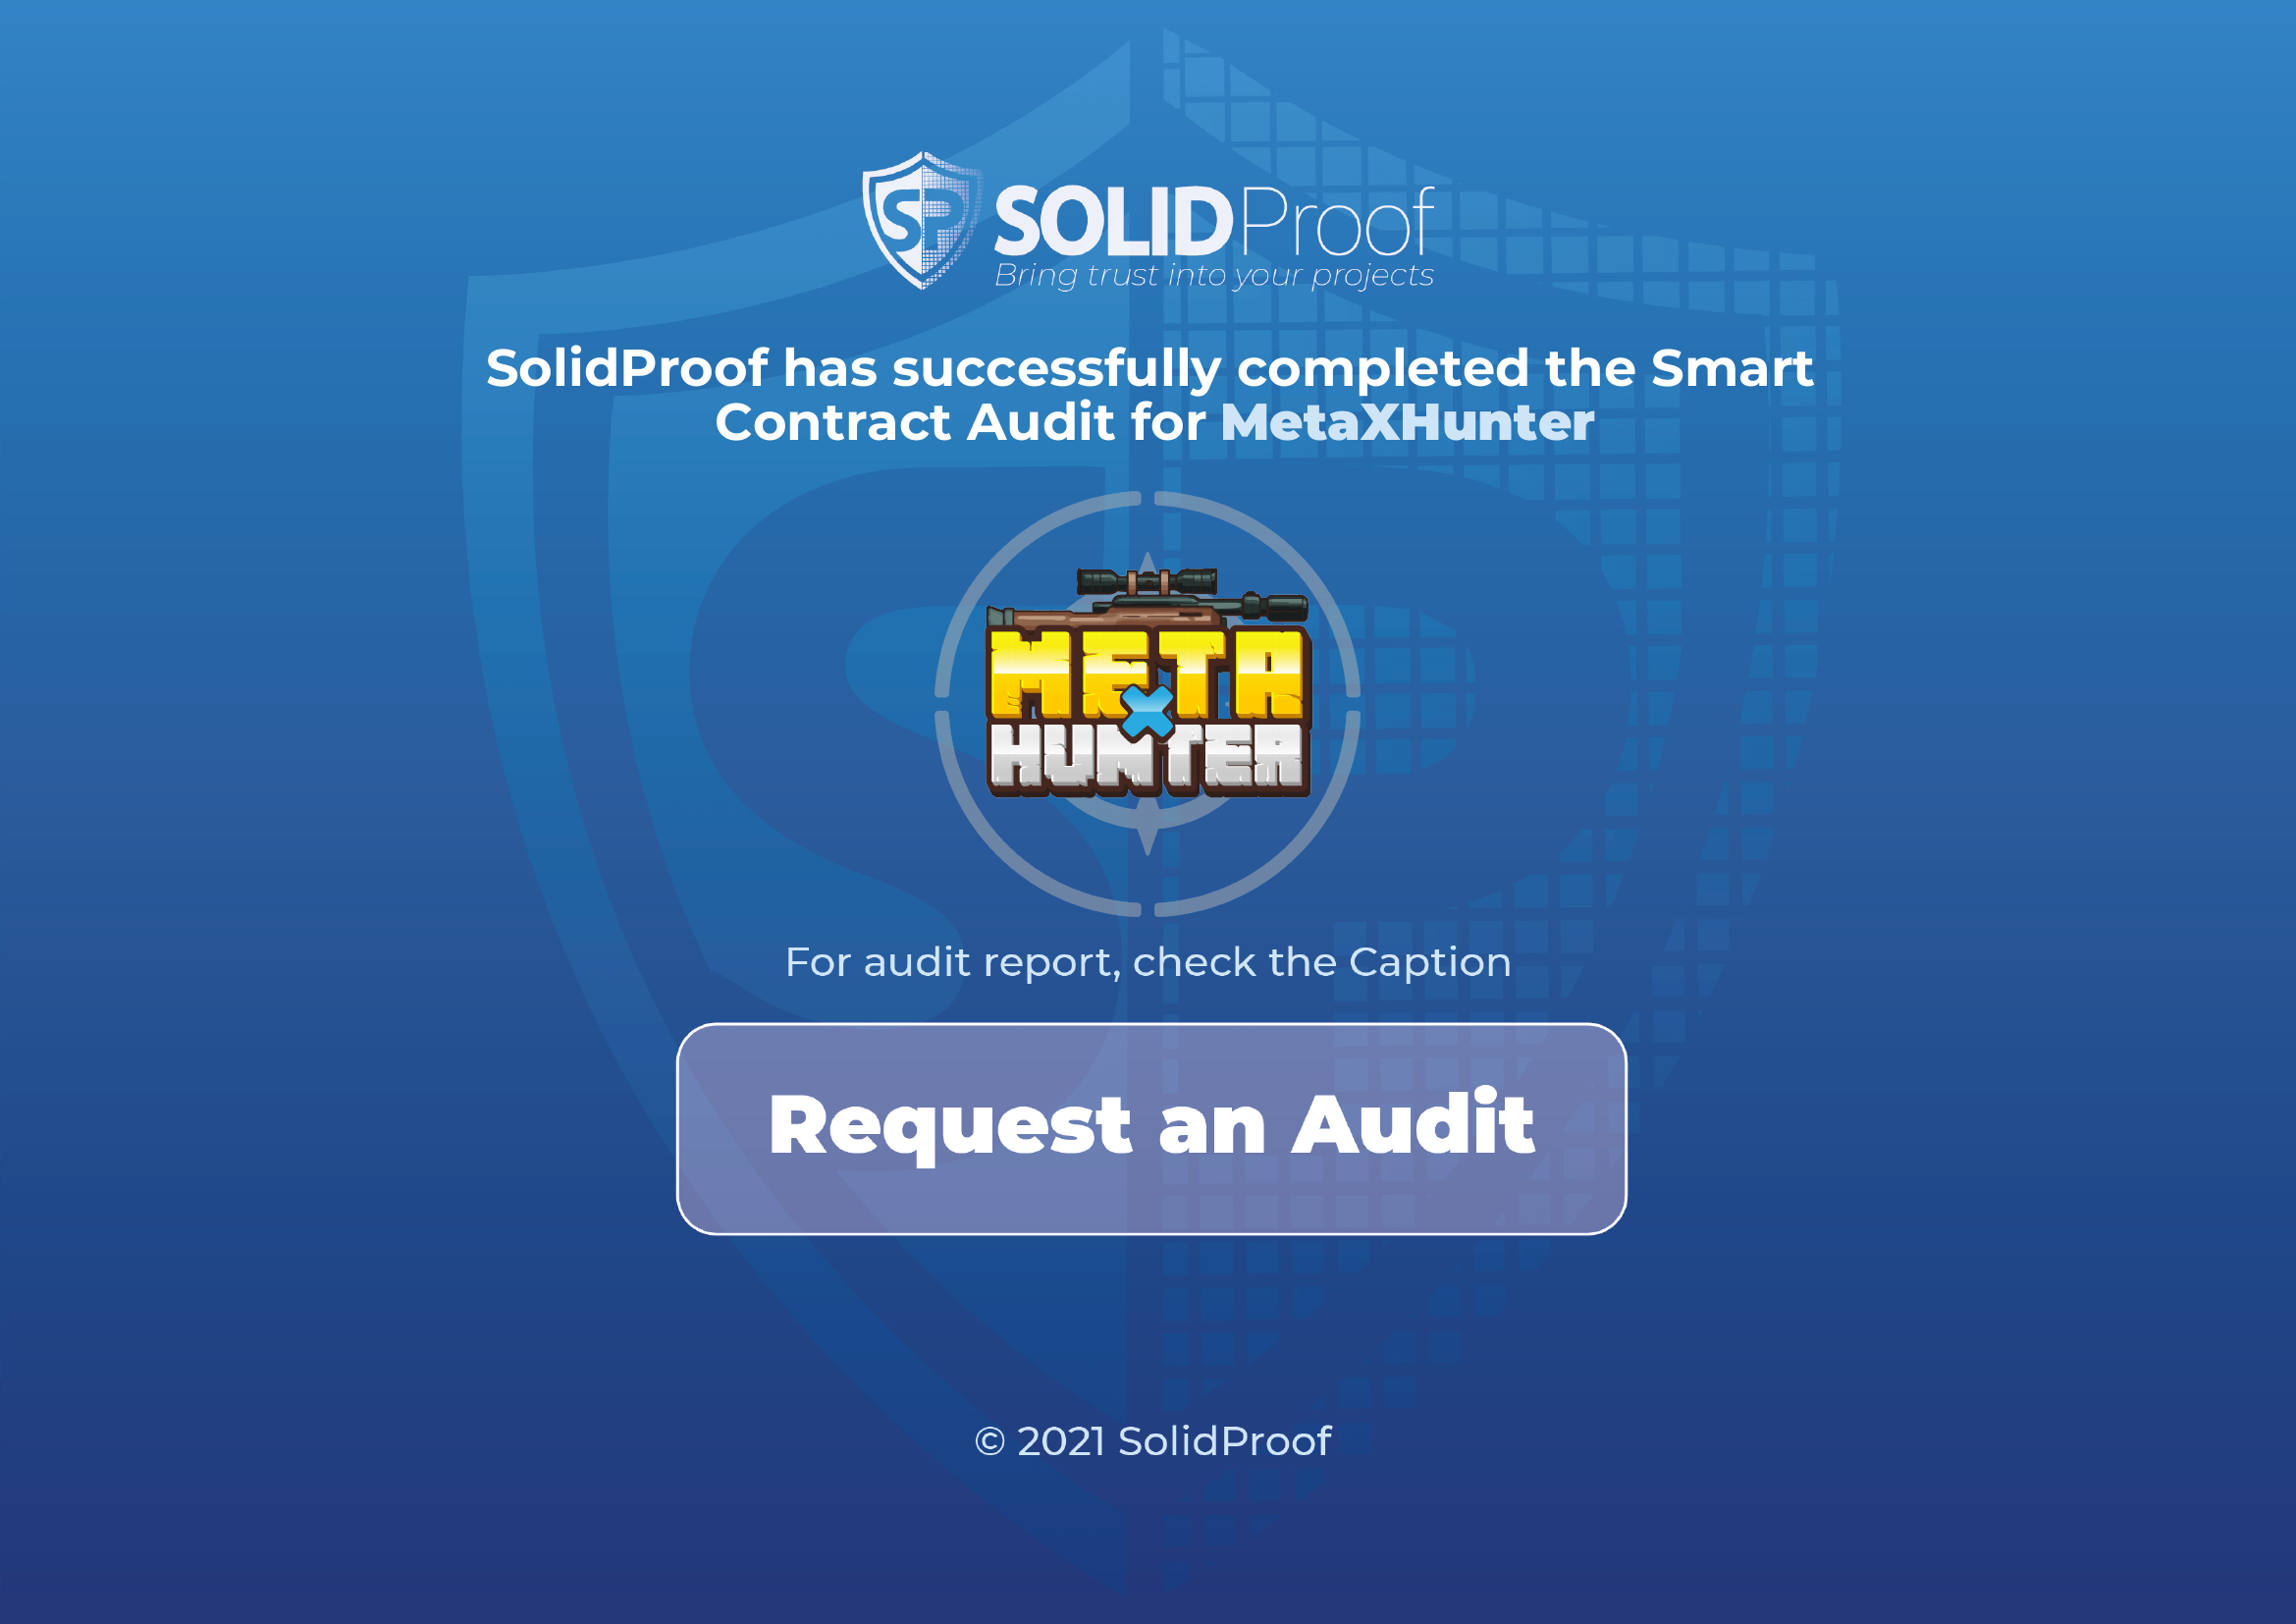 SP SOLIDProof
Bring trust into your projects
SolidProof has successfully completed the Smart
Contract Audit for MetaXHunter
META
X
HUNTER
For audit report, check the Caption
Request an Audit
© 2021 SolidProof